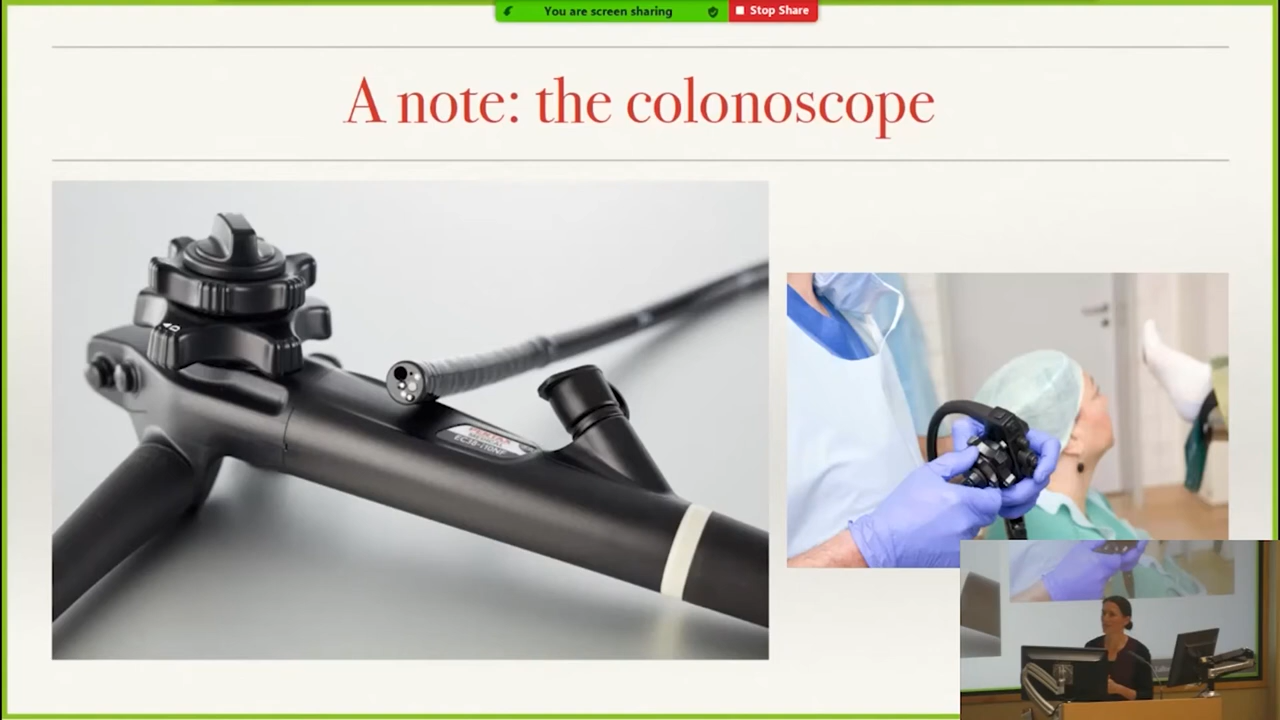 You are screen sharing
Stop Share
A note: the colonoscope